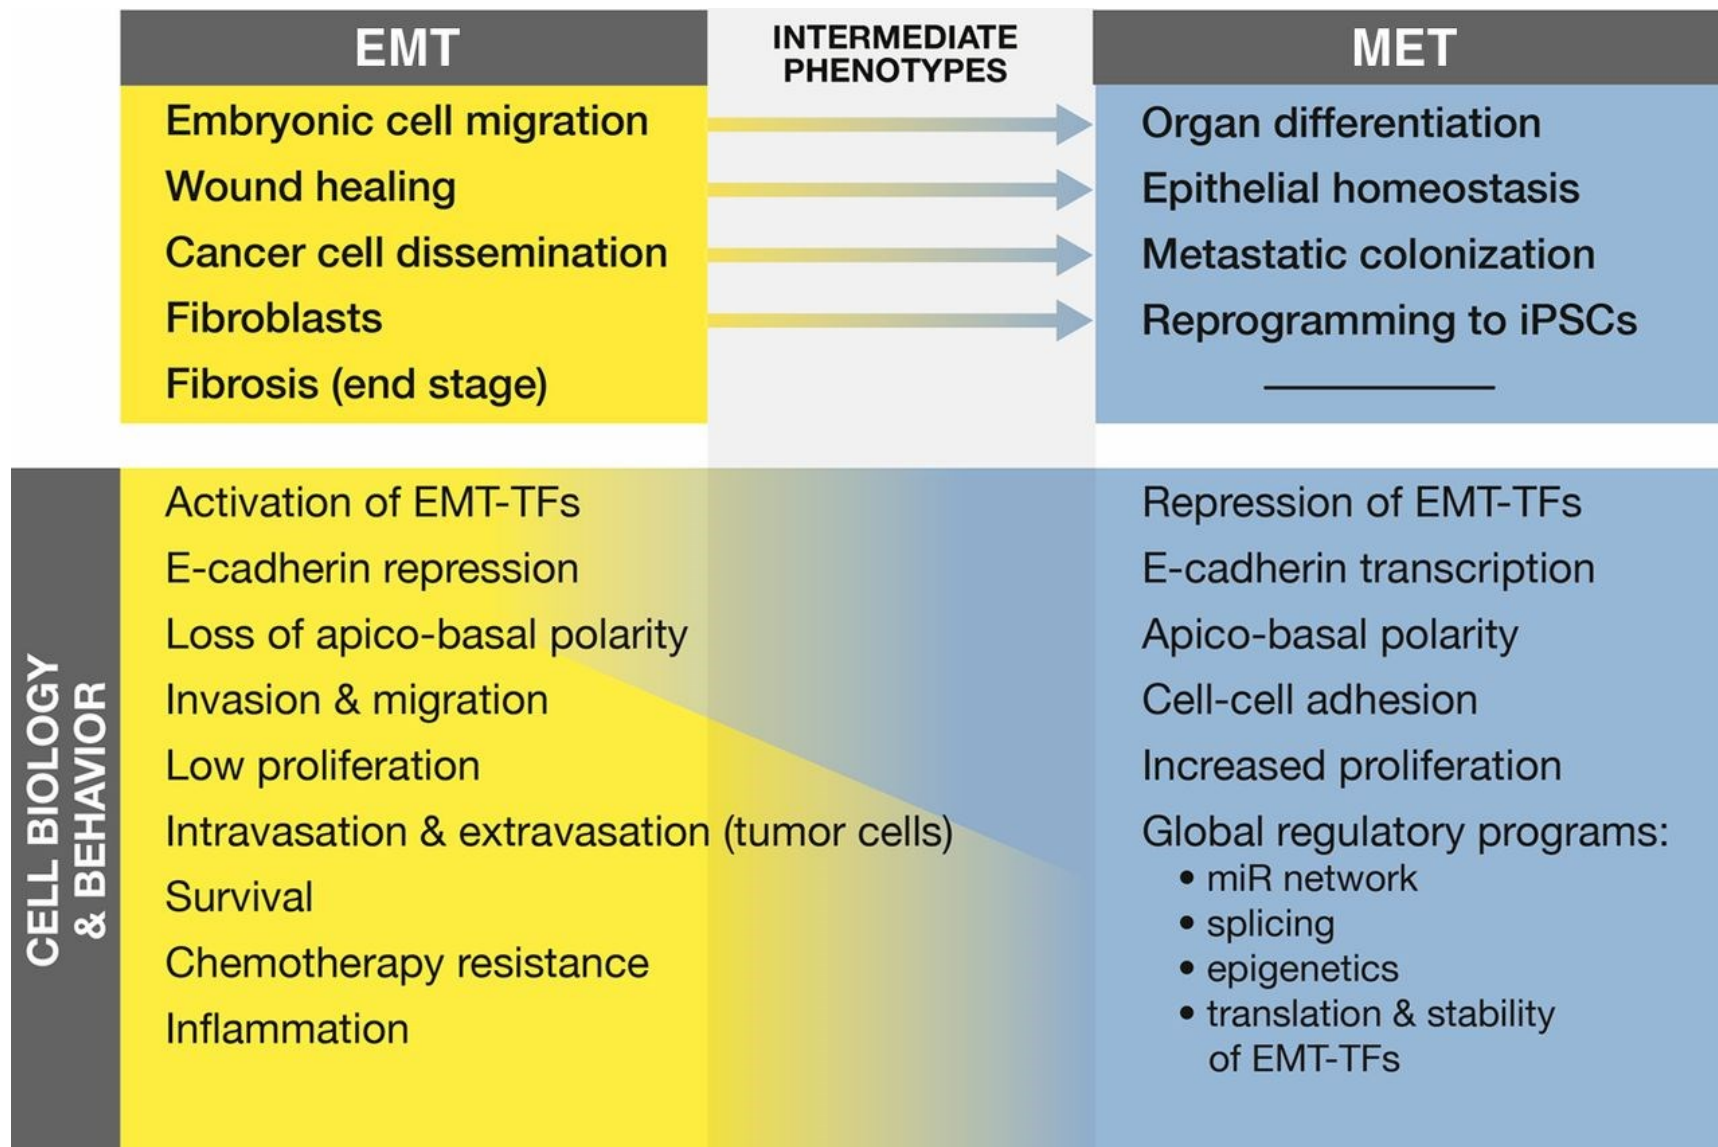 EMT
INTERMEDIATE
PHENOTYPES
MET
Embryonic cell migration
Organ differentiation
Wound healing
Epithelial homeostasis
Cancer cell dissemination
Metastatic colonization
Fibroblasts
Reprogramming to iPSCs
Fibrosis (end stage)
CELL BIOLOGY
& BEHAVIOR
Activation of EMT-TFs
E-cadherin repression
Loss of apico-basal polarity
Invasion & migration
Low proliferation
Intravasation & extravasation (tumor cells)
Survival
Chemotherapy resistance
Inflammation
Repression of EMT-TFs
E-cadherin transcription
Apico-basal polarity
Cell-cell adhesion
Increased proliferation
Global regulatory programs:
• miR network
• splicing
• epigenetics
• translation & stability
of EMT-TFs